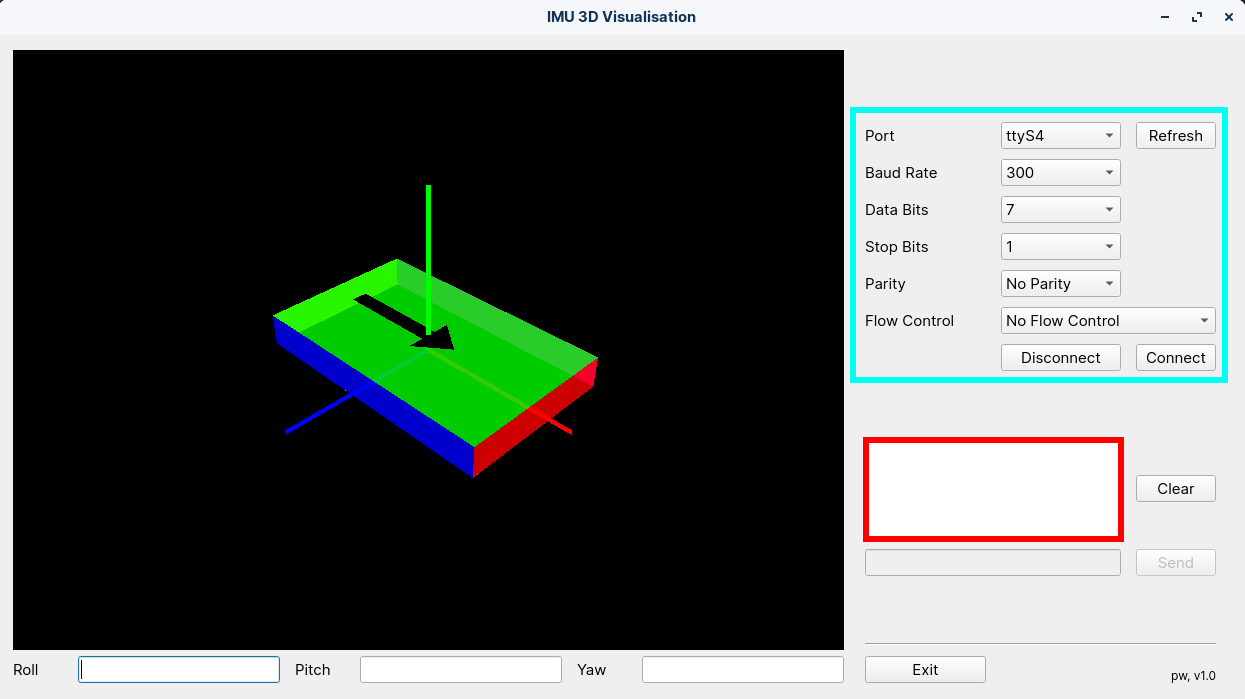 IMU 3D Visualisation
Port ttyS4 Refresh
Baud Rate 300
Data Bits 7
Stop Bits 1
Parity No Parity
Flow Control No Flow Control
Disconnect Connect
Clear
Send
Roll Pitch Yaw Exit pw, v1.0